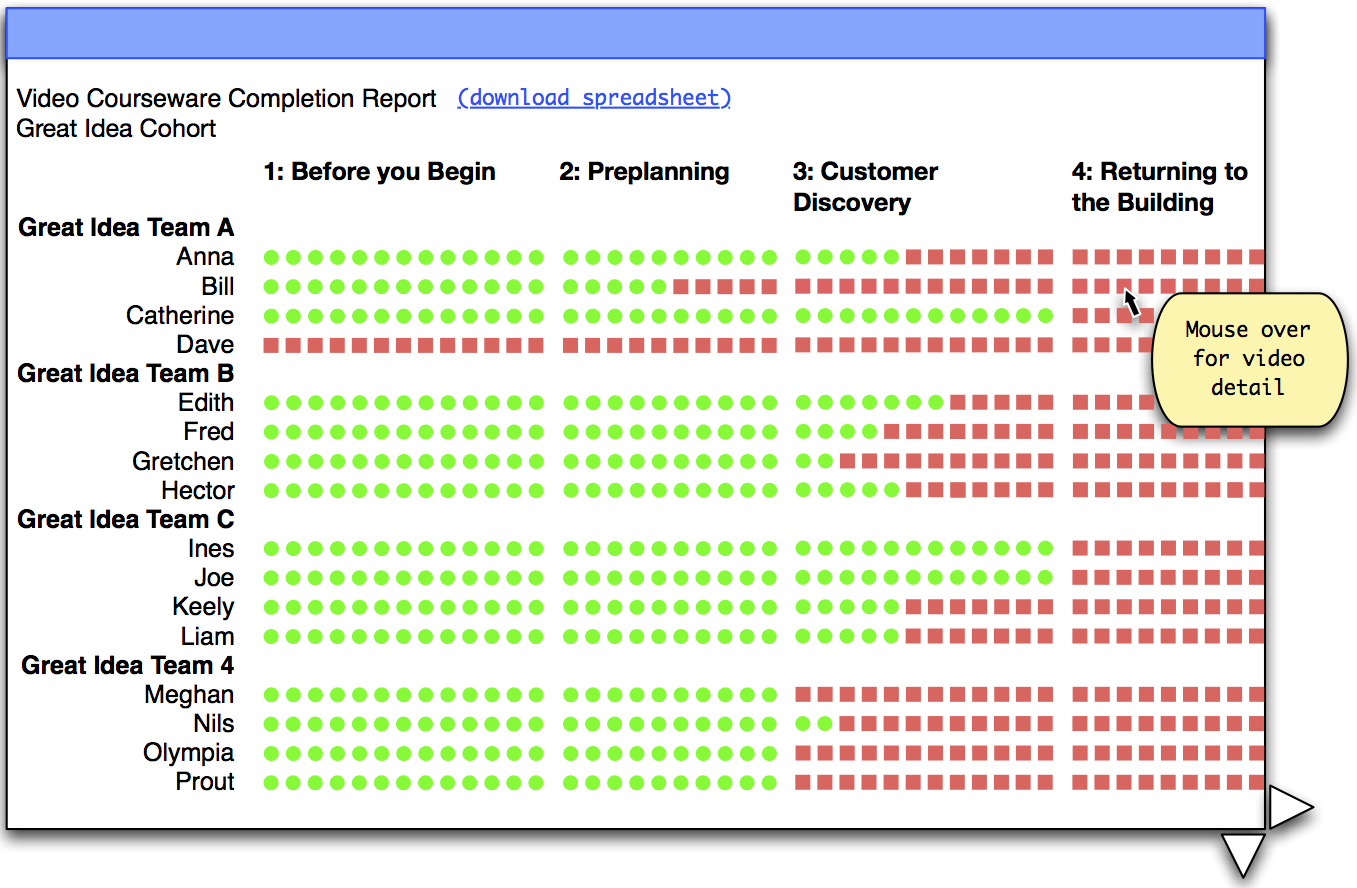 Video Courseware Completion Report (download spreadsheet)
Great Idea Cohort
1: Before you Begin
2: Preplanning
3: Customer
Discovery
4: Returning to
the Building
Great Idea Team A
Anna
Bill
Catherine
Dave
Mouse over
for video
detail
Great Idea Team B
Edith
Fred
Gretchen
Hector
Great Idea Team C
Ines
Joe
Keely
Liam
Great Idea Team 4
Meghan
Nils
Olympia
Prout